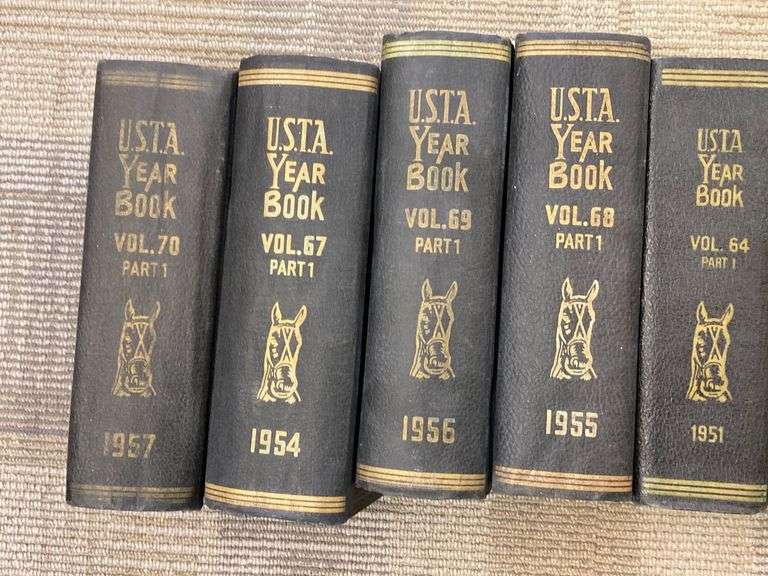 U.S.T.A.
YEAR
BOOK
VOL.70
PART 1
1957
U.S.T.A.
YEAR
BOOK
VOL.67
PART 1
1954
U.S.T.A.
YEAR
BOOK
VOL.69
PART 1
1956
U.S.T.A.
YEAR
BOOK
VOL.68
PART 1
1955
USTA
YEAR
BOOK
VOL. 64
PART 1
1951